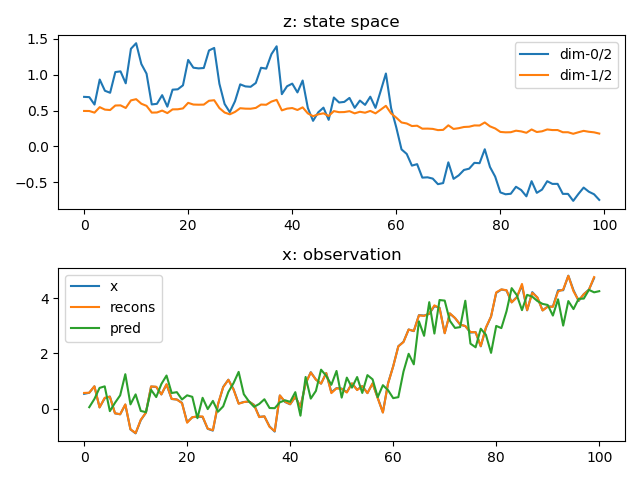 z: state space
1.5
1.0
0.5
0.0
−0.5
dim-0/2
dim-1/2
0 20 40 60 80 100
x: observation
4
2
0
x
recons
pred
0 20 40 60 80 100